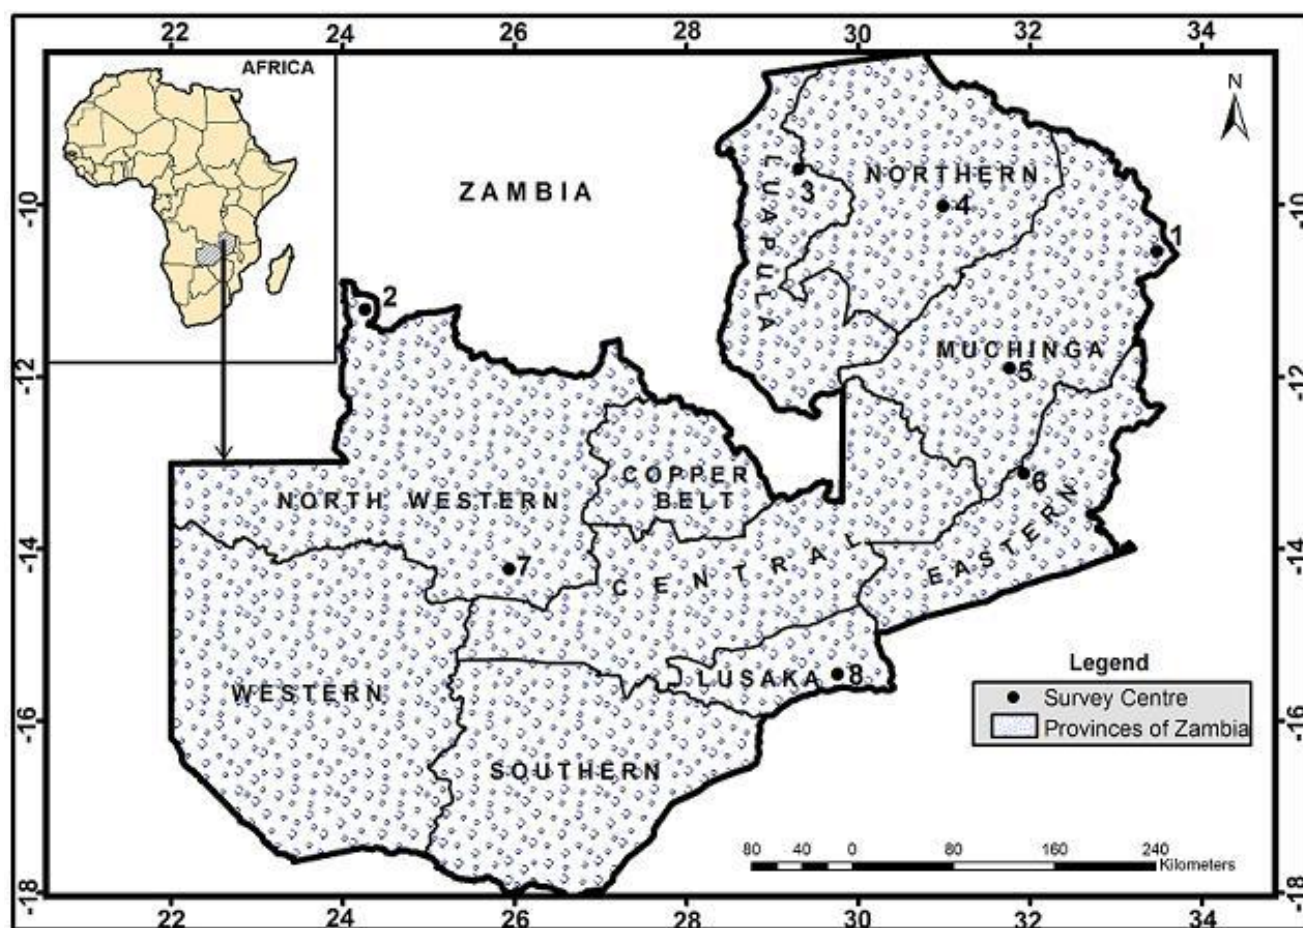 22 24 26 28 30 32 34
AFRICA
N
ZAMBIA
NORTHERN
LUAPULA
3
4
1
-10 -10
2
MUCHINGA
5
-12 -12
COPPER
BELT
NORTH WESTERN
6
EASTERN
-14 -14
7
CENTRAL
WESTERN
LUSAKA
8
Legend
Survey Centre
Provinces of Zambia
-16 -16
SOUTHERN
80 40 0 80 160 240
Kilometers
-18 -18
22 24 26 28 30 32 34